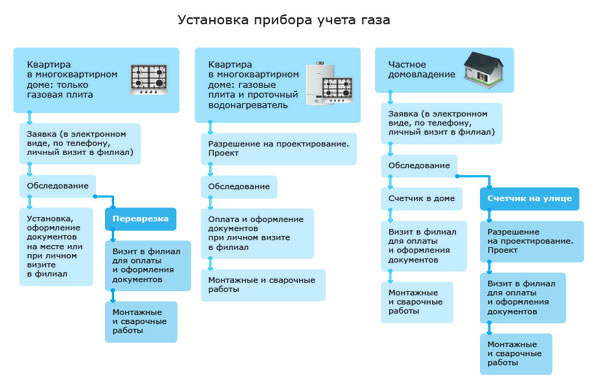 Установка прибора учета газа
Квартира
в многоквартирном
доме: только
газовая плита
Заявка (в электронном
виде, по телефону,
личный визит в филиал)
Обследование
Установка,
оформление
документов
на месте или
при личном
визите
в филиал
Переврезка
Визит в филиал
для оплаты
и оформления
документов
Монтажные
и сварочные
работы
Квартира
в многоквартирном
доме: газовые
плита и проточный
водонагреватель
Разрешение на проектирование.
Проект
Обследование
Оплата и оформление
документов
при личном визите
в филиал
Монтажные и сварочные
работы
Частное
домовладение
Заявка (в электронном
виде, по телефону,
личный визит в филиал)
Обследование
Счетчик в доме
Визит в филиал
для оплаты
и оформления
документов
Монтажные
и сварочные
работы
Счетчик на улице
Разрешение
на проектирование.
Проект
Визит в филиал
для оплаты
и оформления
документов
Монтажные
и сварочные
работы